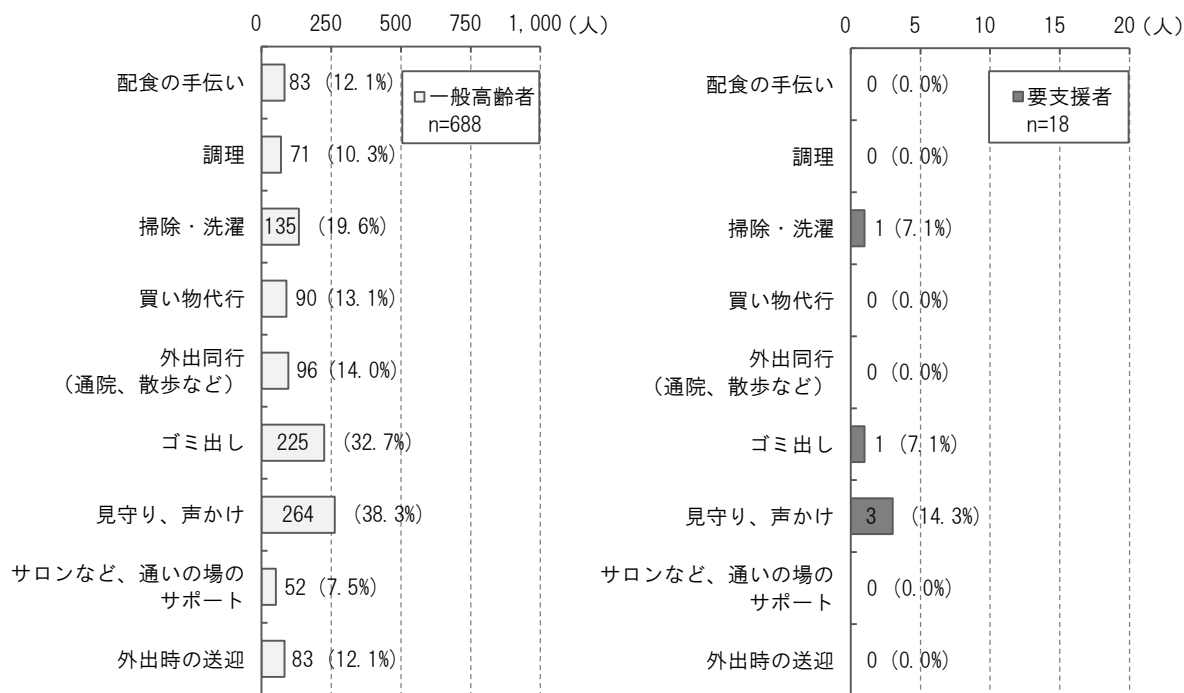 0 250 500 750 1,000 (人)
配食の手伝い 83 (12.1%)
調理 71 (10.3%)
掃除・洗濯 135 (19.6%)
買い物代行 90 (13.1%)
外出同行
(通院、散歩など) 96 (14.0%)
ゴミ出し 225 (32.7%)
見守り、声かけ 264 (38.3%)
サロンなど、通いの場の
サポート 52 (7.5%)
外出時の送迎 83 (12.1%)
一般高齢者
n=688
0 5 10 15 20 (人)
配食の手伝い 0 (0.0%)
調理 0 (0.0%)
掃除・洗濯 1 (7.1%)
買い物代行 0 (0.0%)
外出同行
(通院、散歩など) 0 (0.0%)
ゴミ出し 1 (7.1%)
見守り、声かけ 3 (14.3%)
サロンなど、通いの場の
サポート 0 (0.0%)
外出時の送迎 0 (0.0%)
要支援者
n=18